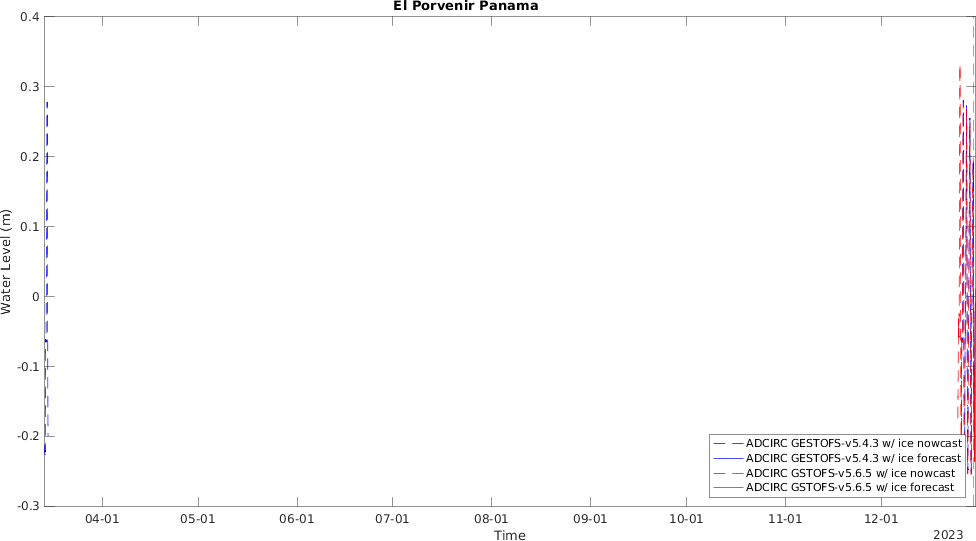 El Porvenir Panama
0.4
0.3
0.2
0.1
0
-0.1
-0.2
-0.3
Water Level (m)
ADCIRC GESTOFS-v5.4.3 w/ ice nowcast
ADCIRC GESTOFS-v5.4.3 w/ ice forecast
ADCIRC GSTOFS-v5.6.5 w/ ice nowcast
ADCIRC GSTOFS-v5.6.5 w/ ice forecast
04-01 05-01 06-01 07-01 08-01 09-01 10-01 11-01 12-01
Time
2023